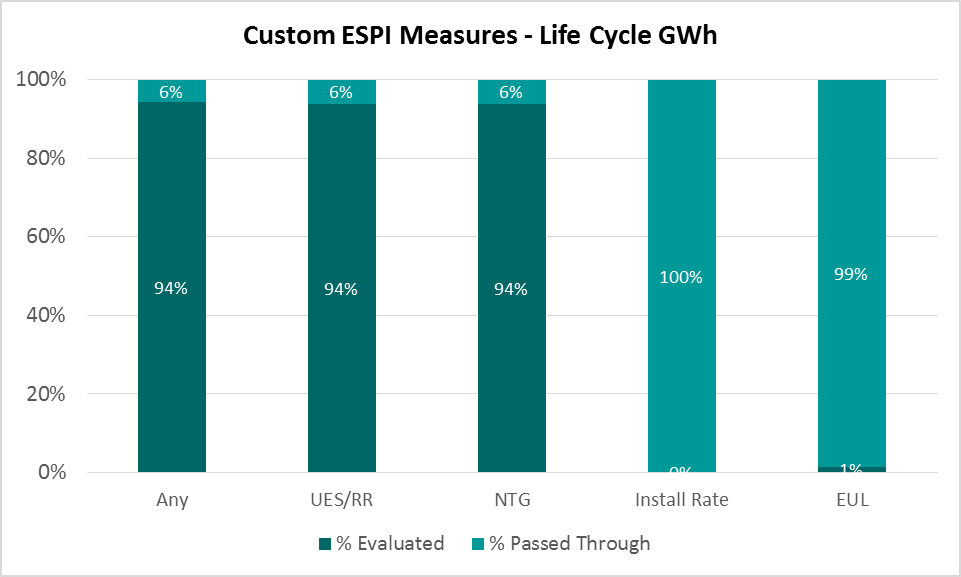 Custom ESPI Measures - Life Cycle GWh
100%
80%
60%
40%
20%
0%
6%
6%
6%
94%
94%
94%
100%
99%
0%
1%
Any
UES/RR
NTG
Install Rate
EUL
% Evaluated
% Passed Through